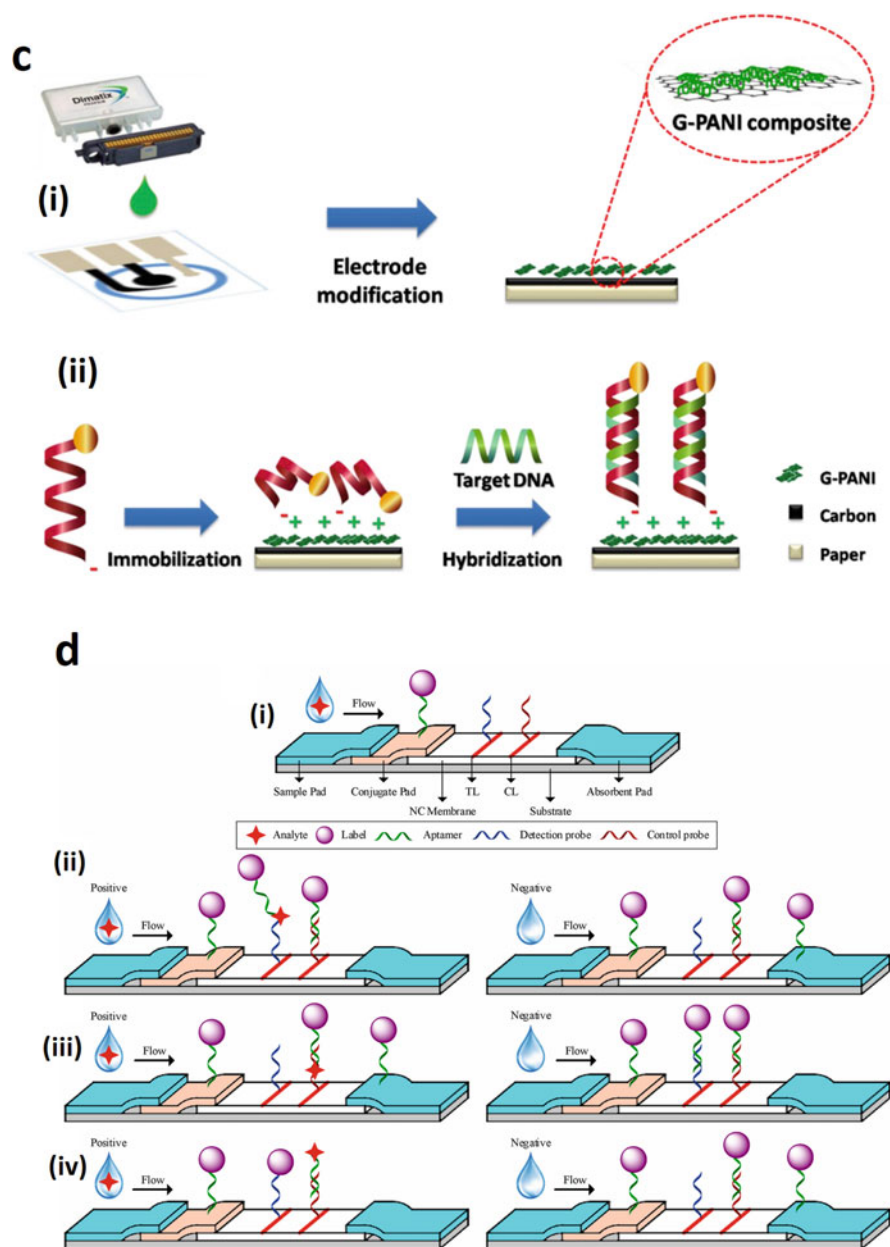 c
Dimatix
(i)
G-PANI composite
Electrode
modification
(ii)
Target DNA
Immobilization
Hybridization
G-PANI
Carbon
Paper
- - - + + + + - - + + + +
d
(i)
Flow
Sample Pad
Conjugate Pad
NC Membrane
TL
CL
Substrate
Absorbent Pad
Analyte Label Aptamer Detection probe Control probe
(ii)
Positive
Flow
Negative
Flow
(iii)
Positive
Flow
Negative
Flow
(iv)
Positive
Flow
Negative
Flow